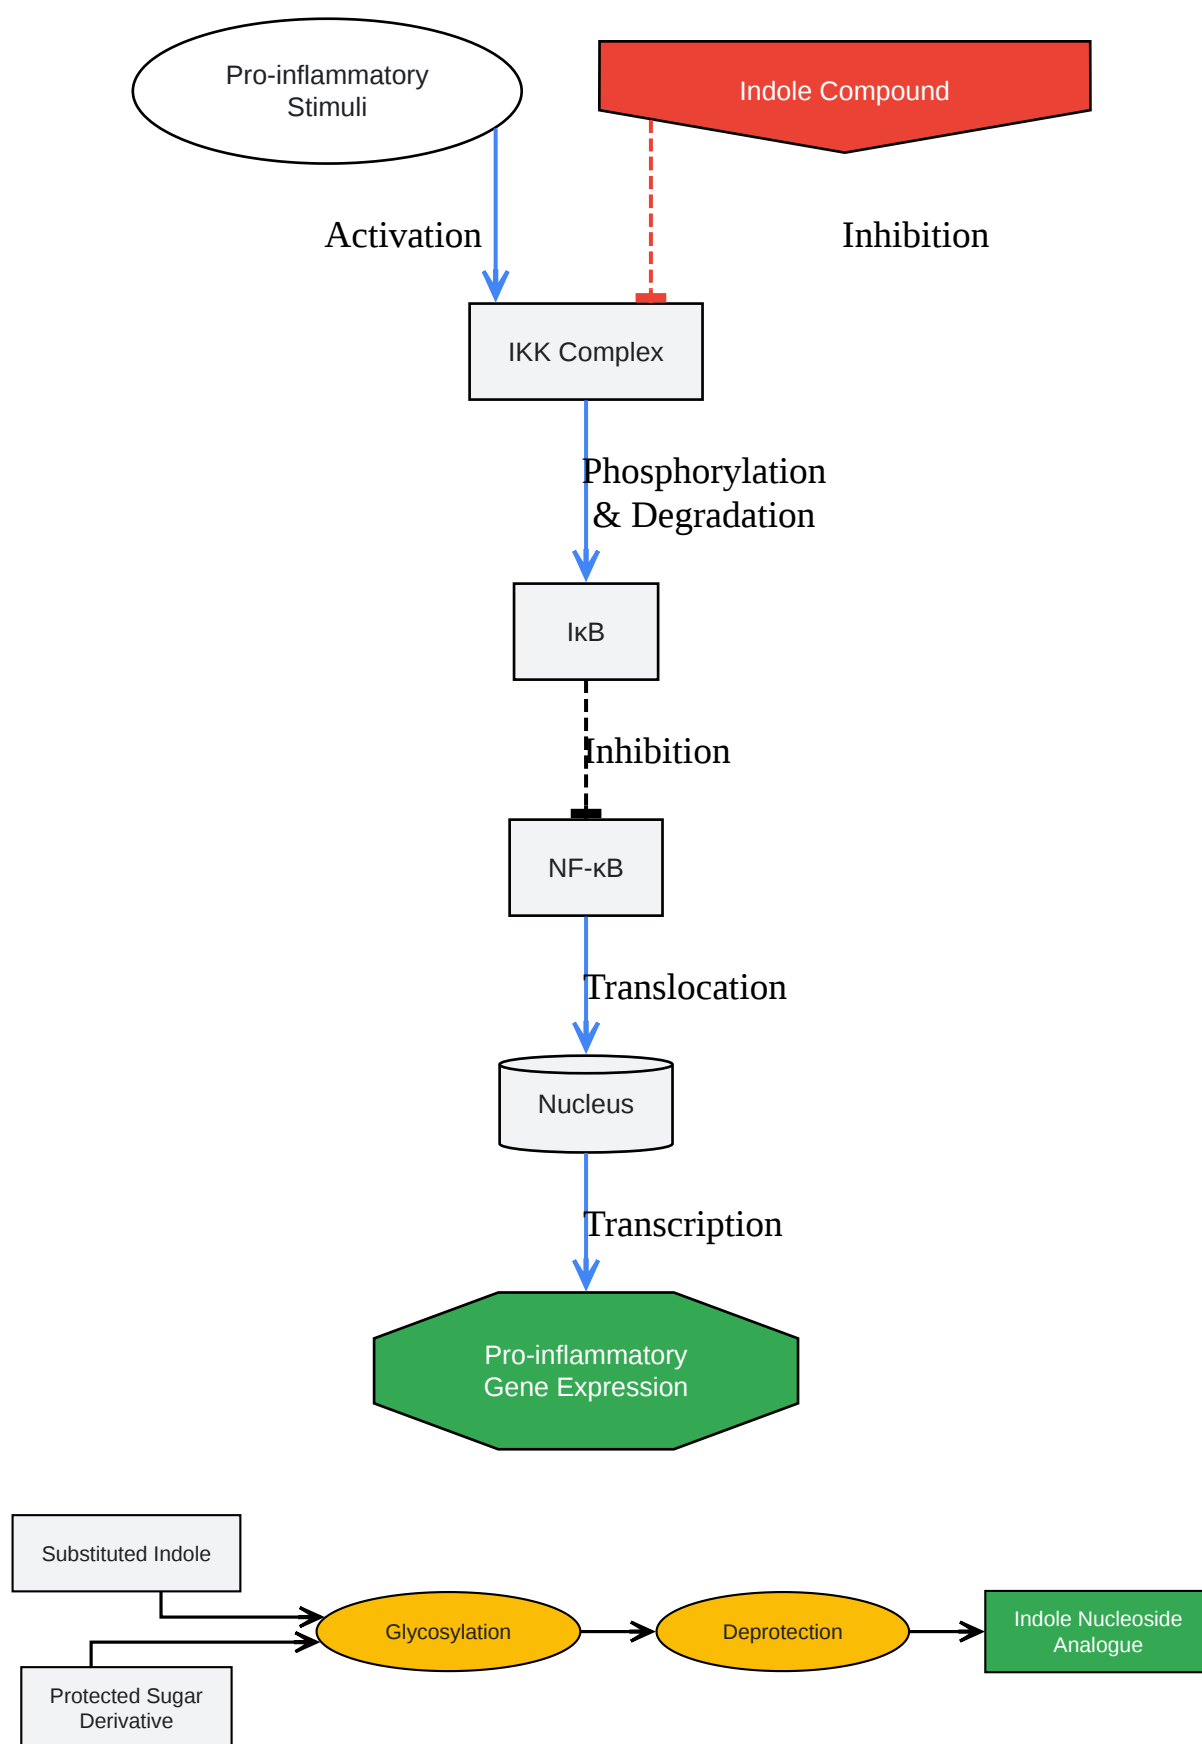 Pro-inflammatory
Stimuli
Indole Compound
Activation
Inhibition
IKK Complex
Phosphorylation
& Degradation
IκB
Inhibition
NF-κB
Translocation
Nucleus
Transcription
Pro-inflammatory
Gene Expression
Substituted Indole
Glycosylation
Deprotection
Indole Nucleoside
Analogue
Protected Sugar
Derivative